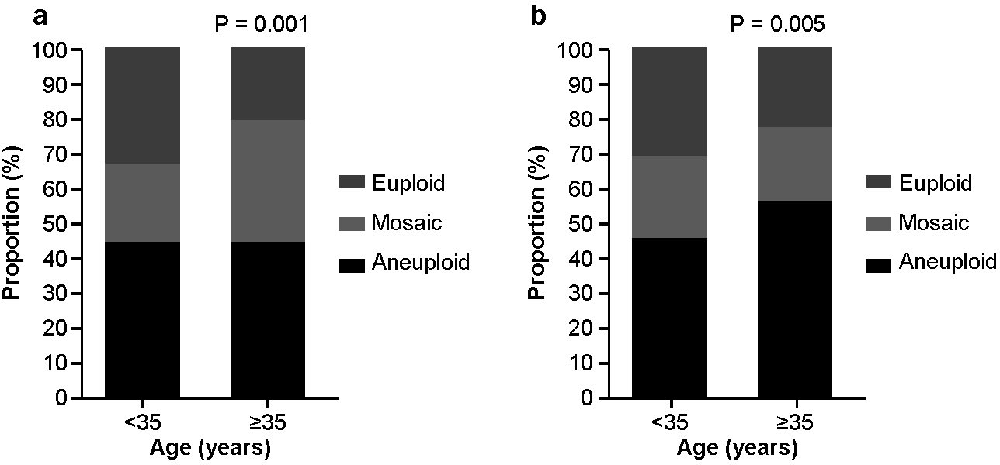 a
P = 0.001
100
90
80
70
60
50
40
30
20
10
0
Proportion (%)
<35
≥35
Age (years)
Euploid
Mosaic
Aneuploid
b
P = 0.005
100
90
80
70
60
50
40
30
20
10
0
Proportion (%)
<35
≥35
Age (years)
Euploid
Mosaic
Aneuploid